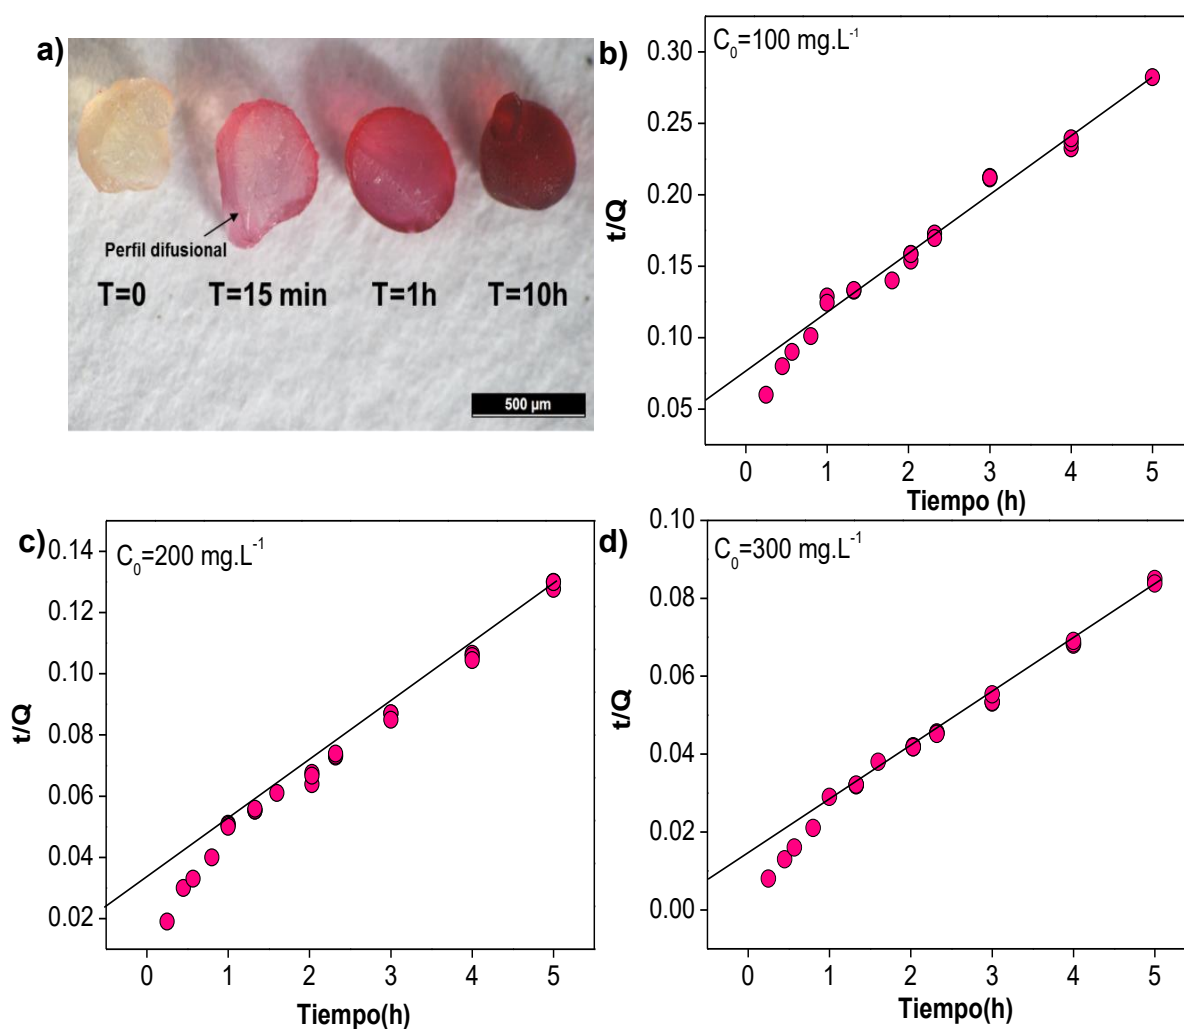 a)
Perfil difusional
T=0 T=15 min T=1h T=10h
500 µm
b)
C₀=100 mg.L⁻¹
0.30
0.25
0.20
0.15
0.10
0.05
t/Q
0 1 2 3 4 5
Tiempo (h)
c)
C₀=200 mg.L⁻¹
0.14
0.12
0.10
0.08
0.06
0.04
0.02
t/Q
0 1 2 3 4 5
Tiempo(h)
d)
C₀=300 mg.L⁻¹
0.10
0.08
0.06
0.04
0.02
0.00
t/Q
0 1 2 3 4 5
Tiempo(h)